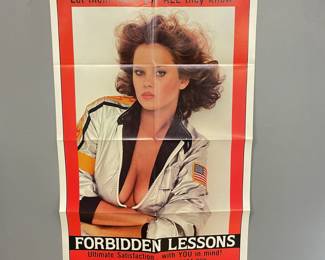 ALL they know
FORBIDDEN LESSONS
Ultimate Satisfaction with YOU in mind!